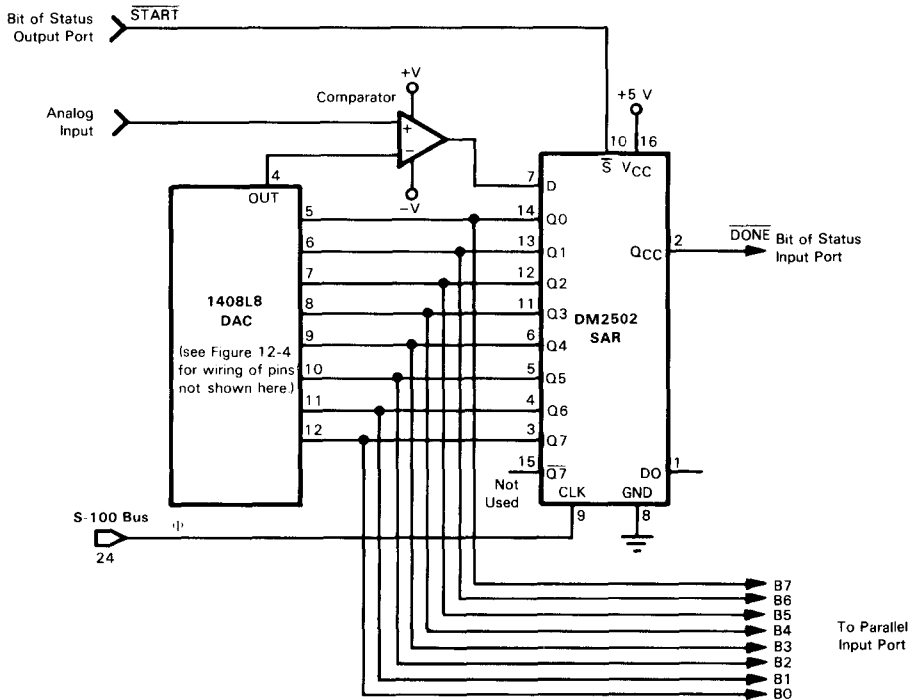 Bit of Status
Output Port
START
Analog
Input
Comparator
+V
+
−
−V
+5 V
10 16
S VCC
4
OUT
7 D
5 14 Q0
6 13 Q1
7 12 Q2
8 11 Q3
9 6 Q4
10 5 Q5
11 4 Q6
12 3 Q7
15 Q7
Not
Used
1408L8
DAC
(see Figure 12-4
for wiring of pins
not shown here.)
DM2502
SAR
2
QCC
DONE Bit of Status
Input Port
DO 1
CLK GND
9 8
S-100 Bus
Φ
24
B7
B6
B5
B4
B3
B2
B1
B0
To Parallel
Input Port